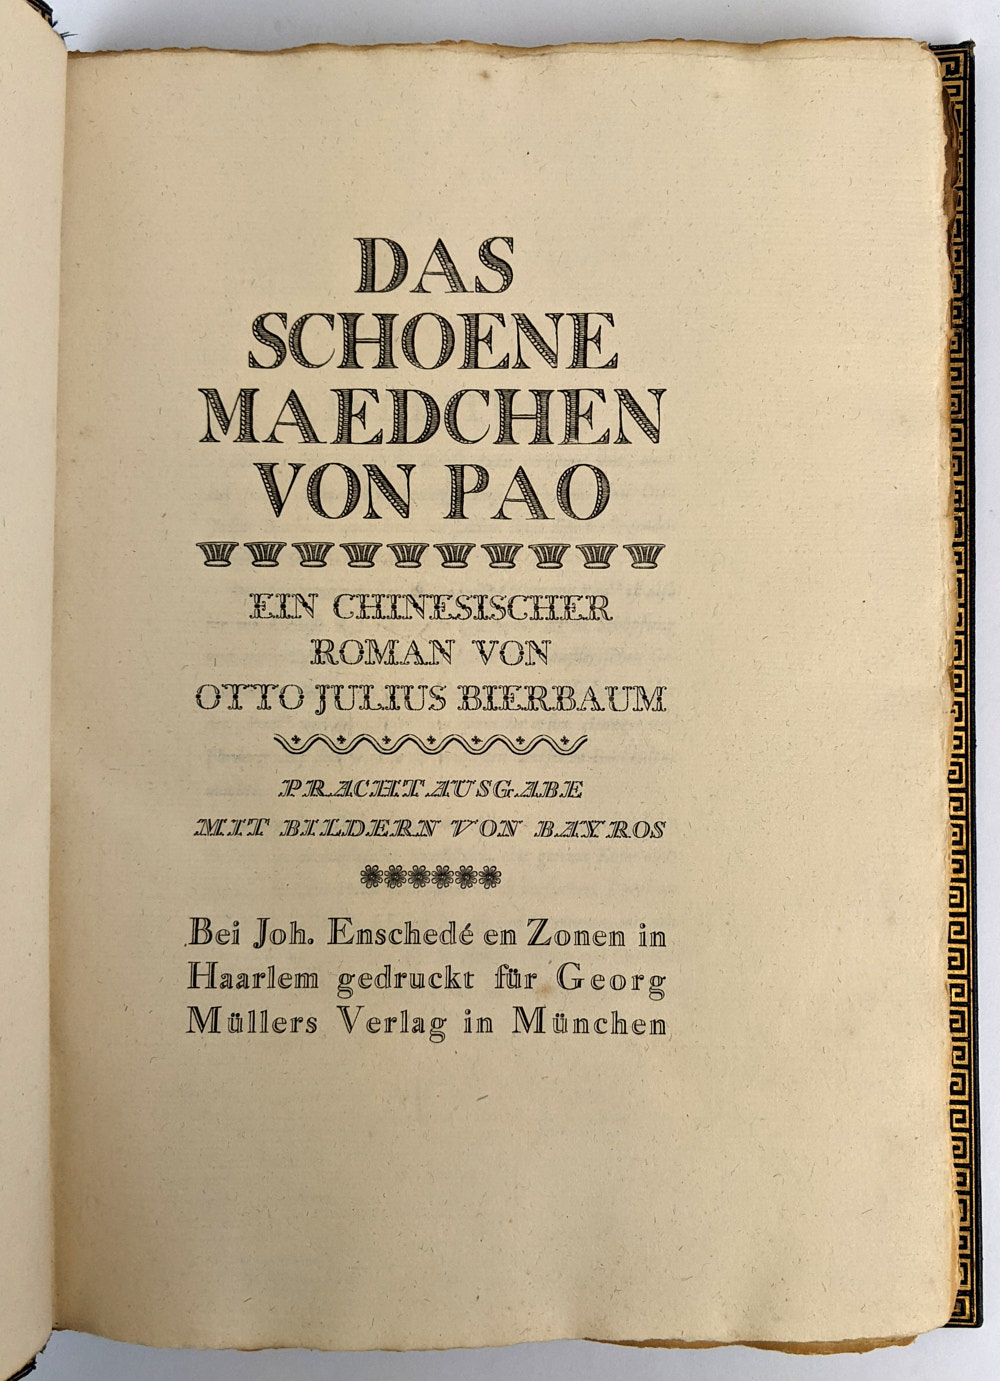 DAS
SCHOENE
MAEDCHEN
VON PAO
EIN CHINESISCHER
ROMAN VON
OTTO JULIUS BIERBAUM
PRACHTAUSGABE
MIT BILDERN VON BAYROS
Bei Joh. Enschedé en Zonen in
Haarlem gedruckt für Georg
Müllers Verlag in München